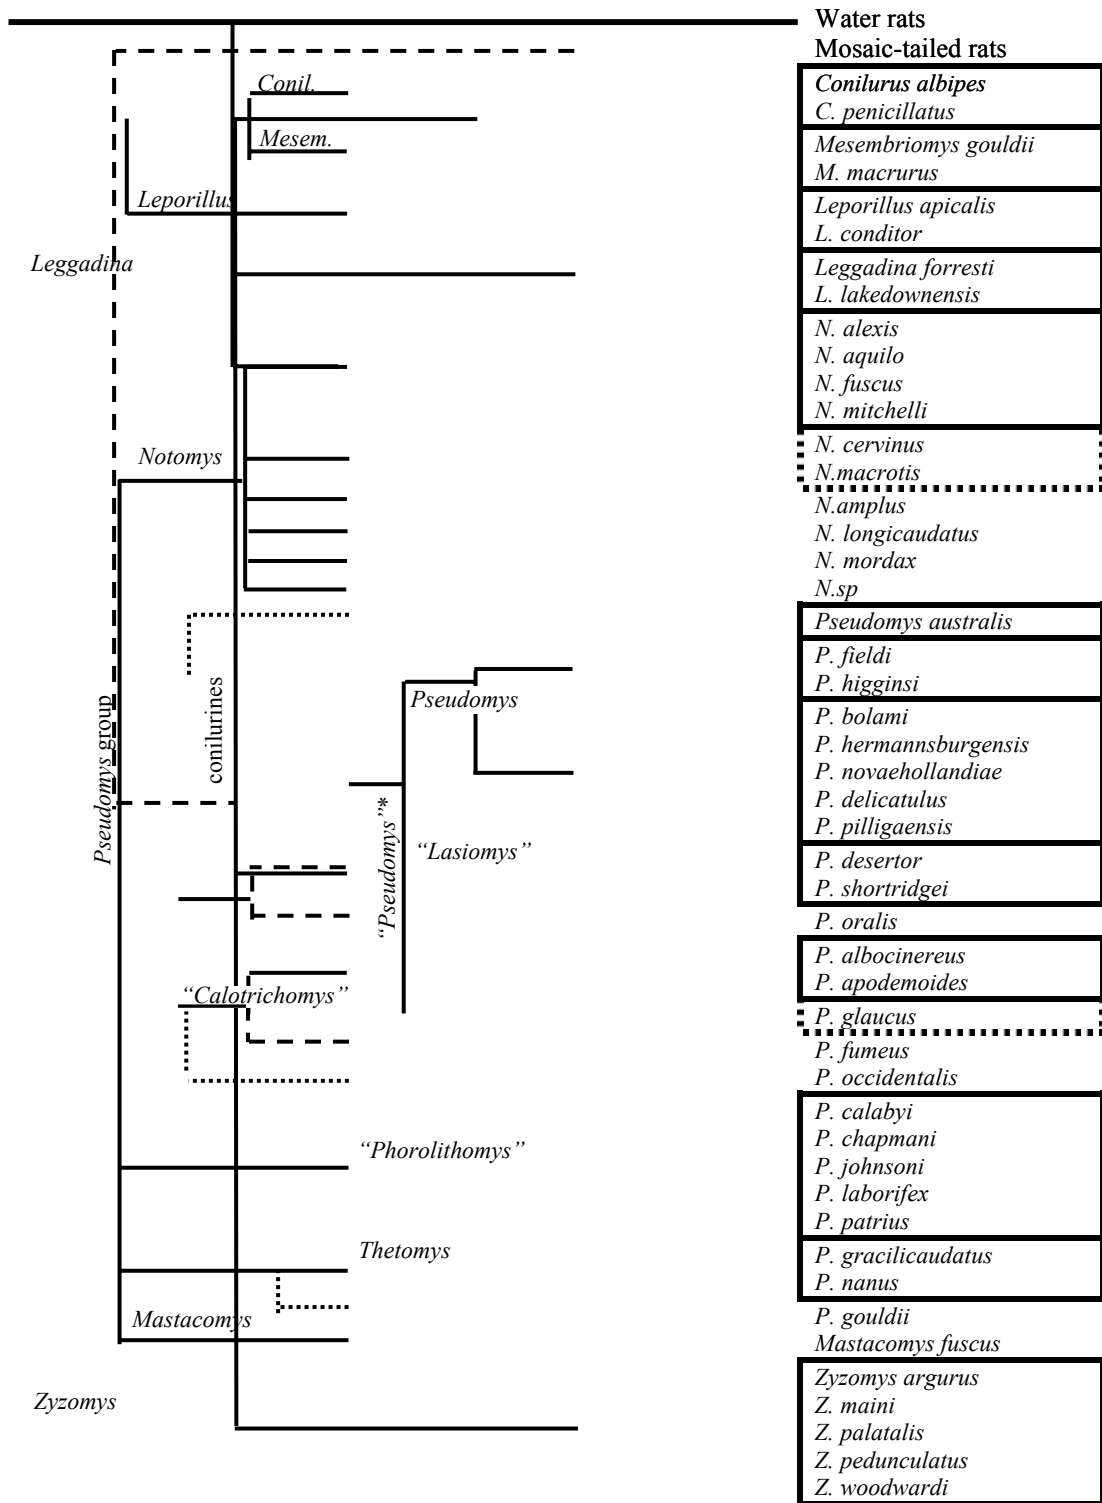 Water rats
Mosaic-tailed rats
Conil.
Mesem.
Leporillus
Leggadina
Notomys
Pseudomys group
conilurines
Pseudomys
"Pseudomys"*
"Lasiomys"
"Calotrichomys"
"Phorolithomys"
Thetomys
Mastacomys
Zyzomys
Conilurus albipes
C. penicillatus
Mesembriomys gouldii
M. macrurus
Leporillus apicalis
L. conditor
Leggadina forresti
L. lakedownensis
N. alexis
N. aquilo
N. fuscus
N. mitchelli
N. cervinus
N.macrotis
N.amplus
N. longicaudatus
N. mordax
N.sp
Pseudomys australis
P. fieldi
P. higginsi
P. bolami
P. hermannsburgensis
P. novaehollandiae
P. delicatulus
P. pilligaensis
P. desertor
P. shortridgei
P. oralis
P. albocinereus
P. apodemoides
P. glaucus
P. fumeus
P. occidentalis
P. calabyi
P. chapmani
P. johnsoni
P. laborifex
P. patrius
P. gracilicaudatus
P. nanus
P. gouldii
Mastacomys fuscus
Zyzomys argurus
Z. maini
Z. palatalis
Z. pedunculatus
Z. woodwardi